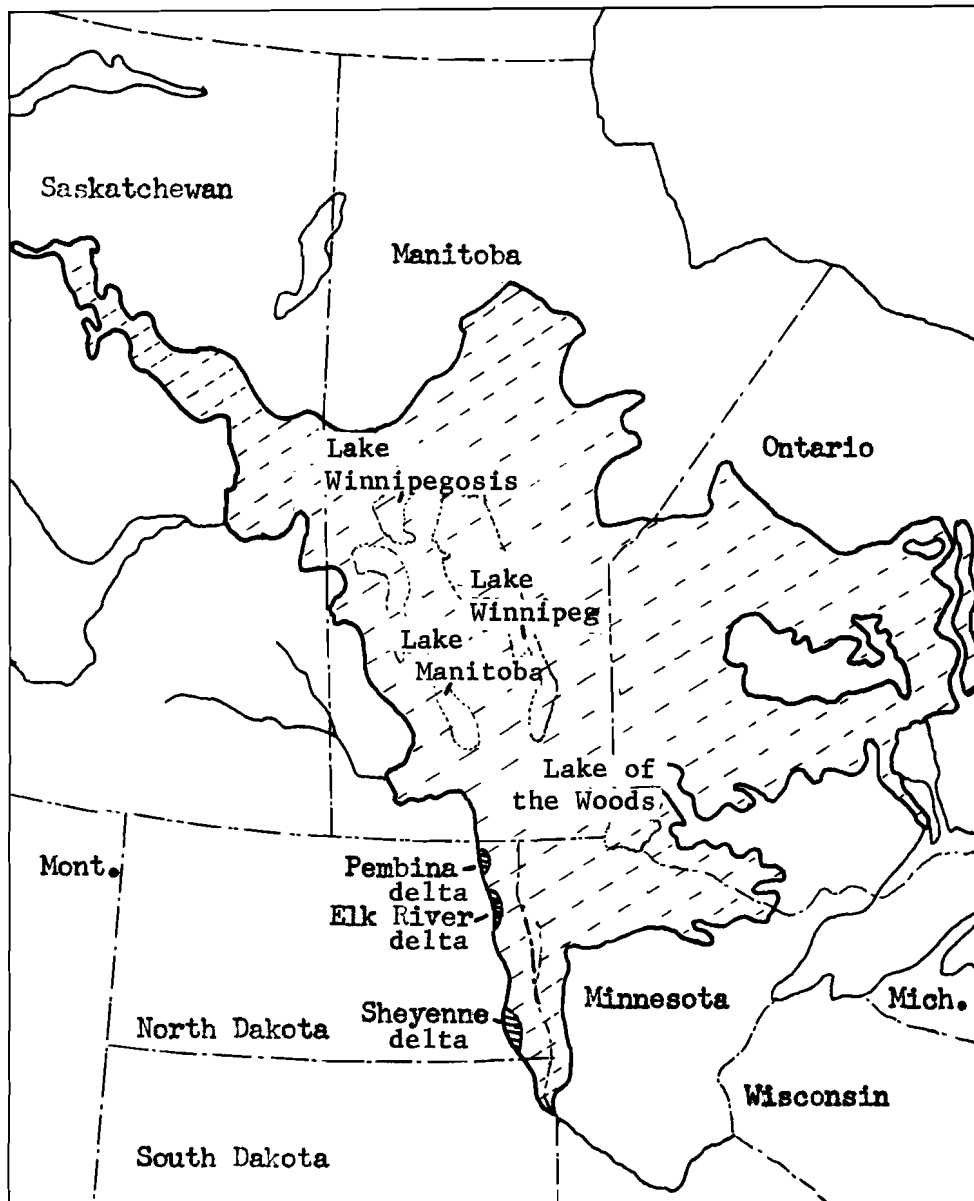 Saskatchewan
Manitoba
Ontario
Lake
Winnipegosis
Lake
Winnipeg
Lake
Manitoba
Lake of
the Woods
Mont.
Pembina
delta
Elk River
delta
Sheyenne
delta
North Dakota
Minnesota
Mich.
Wisconsin
South Dakota